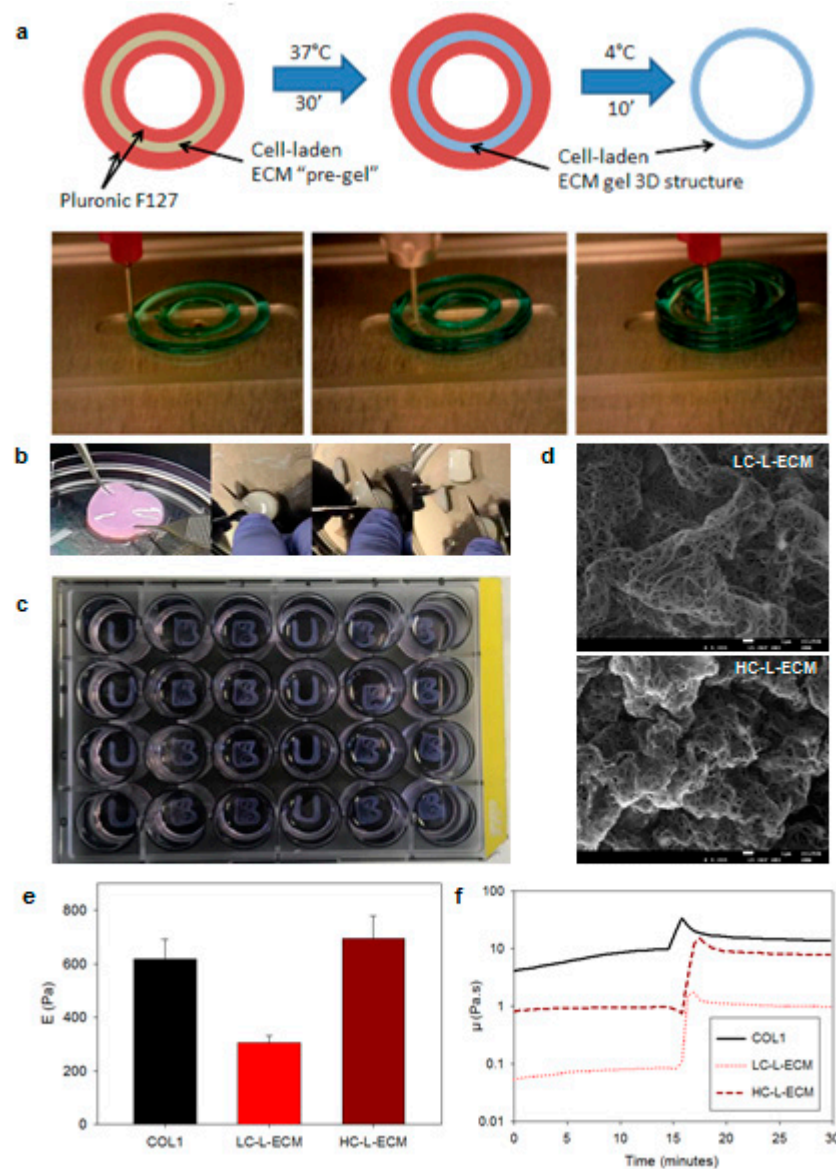 a
37°C
30'
4°C
10'
Cell-laden
ECM "pre-gel"
Pluronic F127
Cell-laden
ECM gel 3D structure
b
c
U B B U B B
U B B U B B
U B B U B B
U B B U B B
d
LC-L-ECM
HC-L-ECM
e
E (Pa)
800
600
400
200
0
COL1
LC-L-ECM
HC-L-ECM
f
μ (Pa.s)
100
10
1
0.1
0.01
COL1
LC-L-ECM
HC-L-ECM
0
5
10
15
20
25
30
Time (minutes)